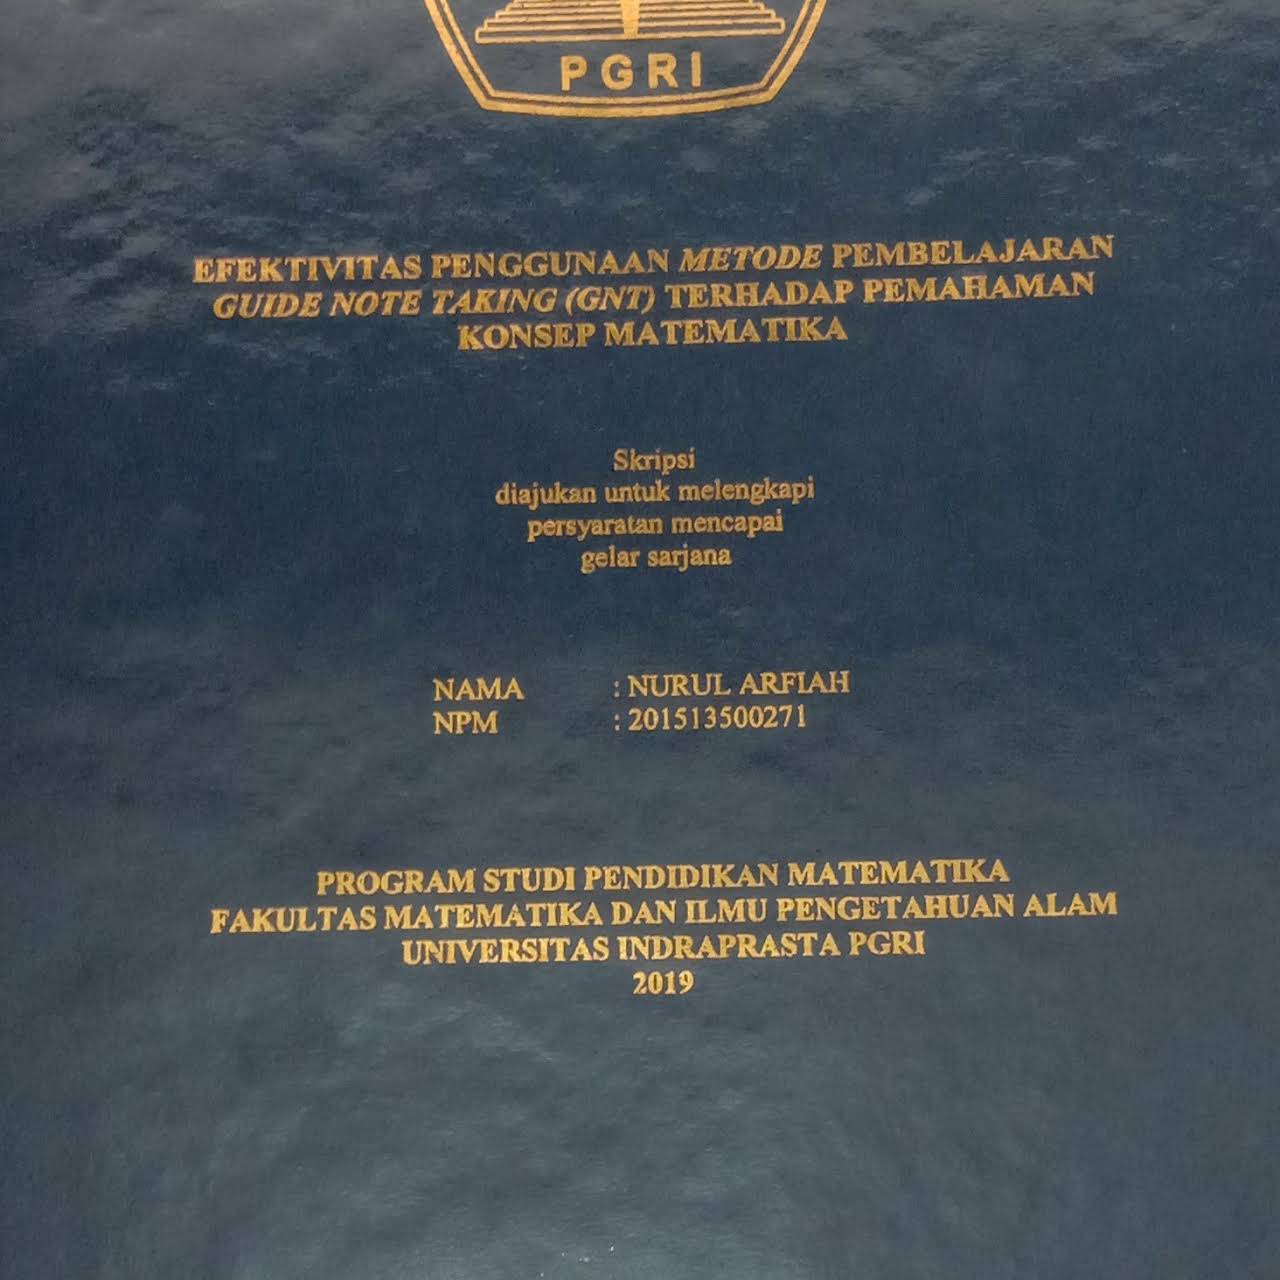 PGRI
EFEKTIVITAS PENGGUNAAN METODE PEMBELAJARAN
GUIDE NOTE TAKING (GNT) TERHADAP PEMAHAMAN
KONSEP MATEMATIKA
Skripsi
diajukan untuk melengkapi
persyaratan mencapai
gelar sarjana
NAMA : NURUL ARFIAH
NPM : 201513500271
PROGRAM STUDI PENDIDIKAN MATEMATIKA
FAKULTAS MATEMATIKA DAN ILMU PENGETAHUAN ALAM
UNIVERSITAS INDRAPRASTA PGRI
2019